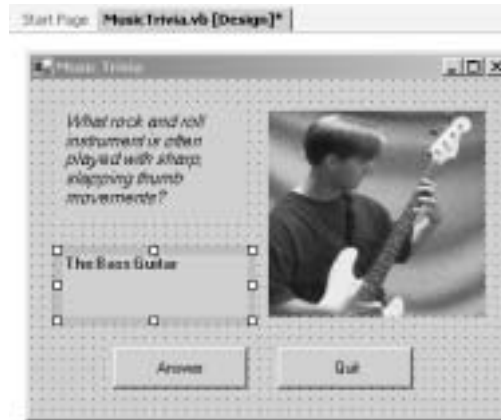 Start Page MusicTrivia.vb [Design]*
Music Trivia
What rock and roll
instrument is often
played with sharp,
slapping thumb
movements?
The Bass Guitar
Answer Quit